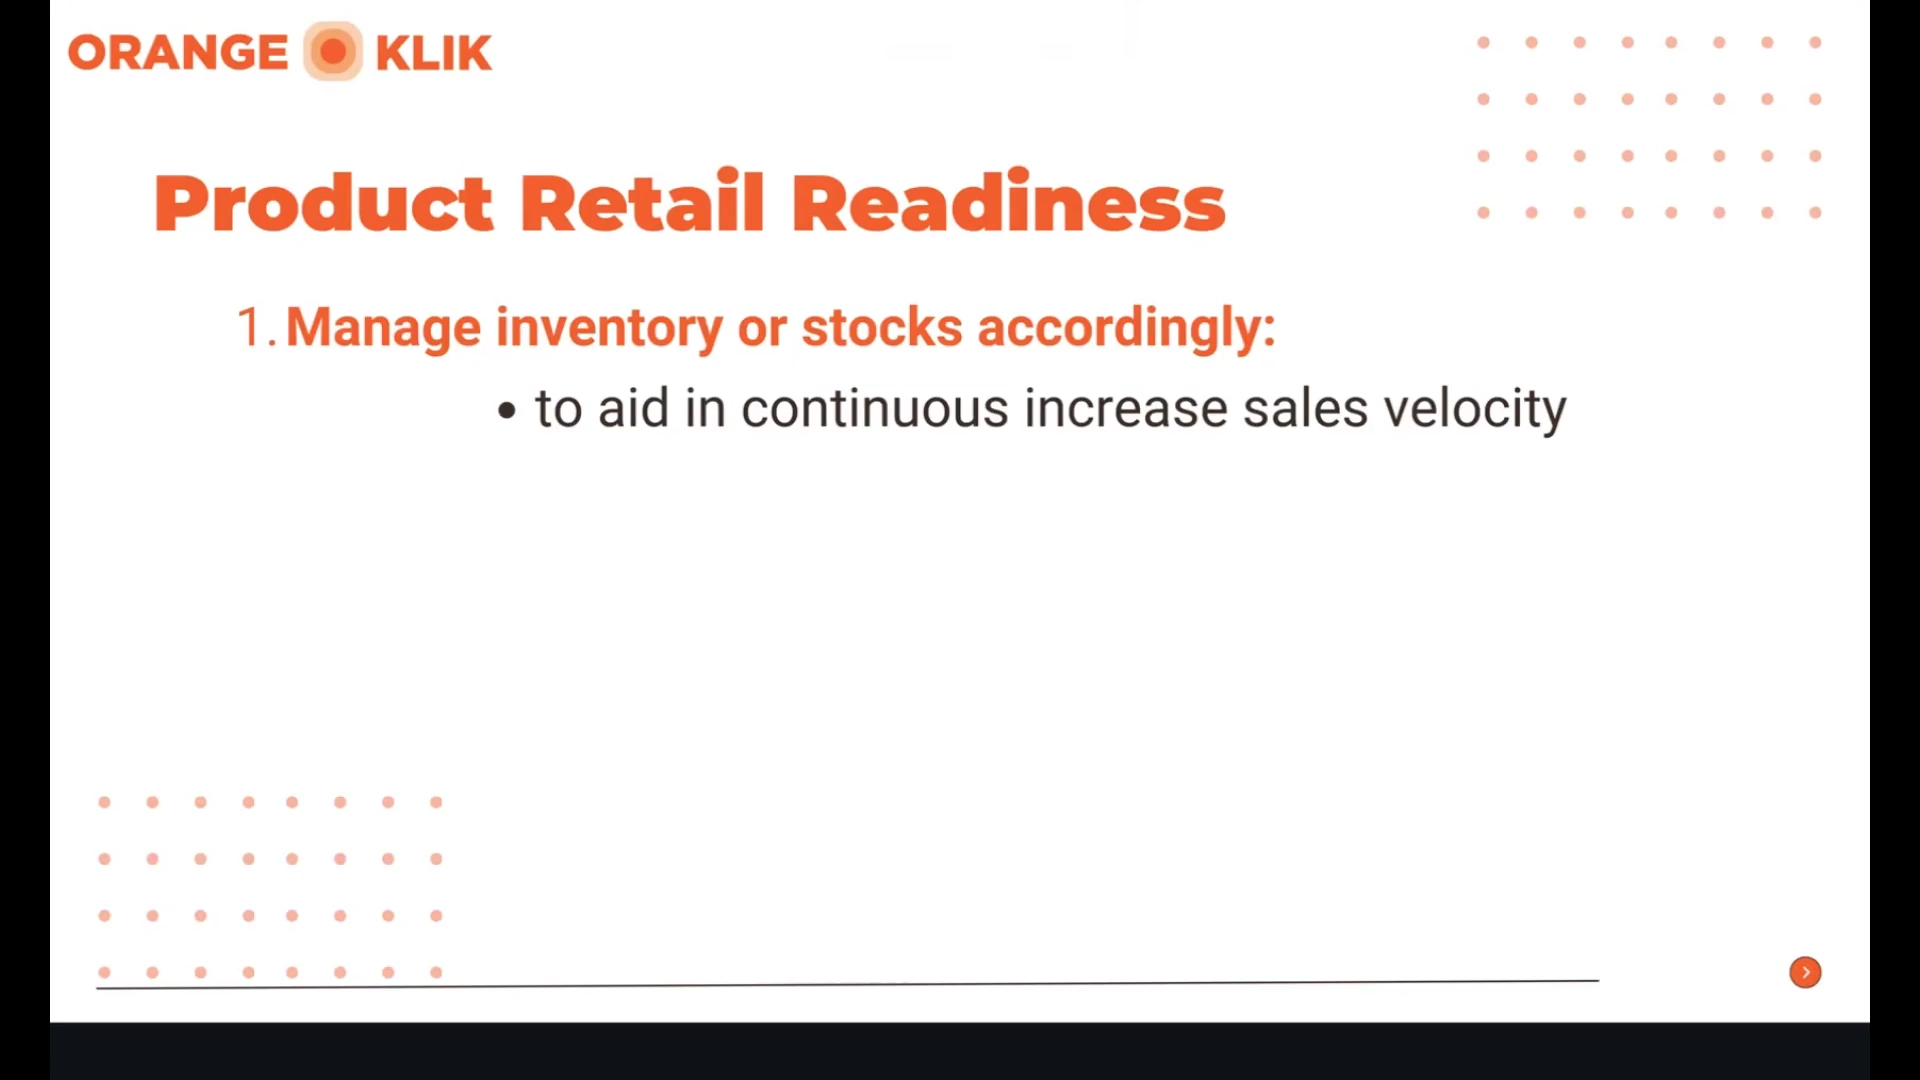 ORANGE KLIK
Product Retail Readiness
1. Manage inventory or stocks accordingly:
• to aid in continuous increase sales velocity